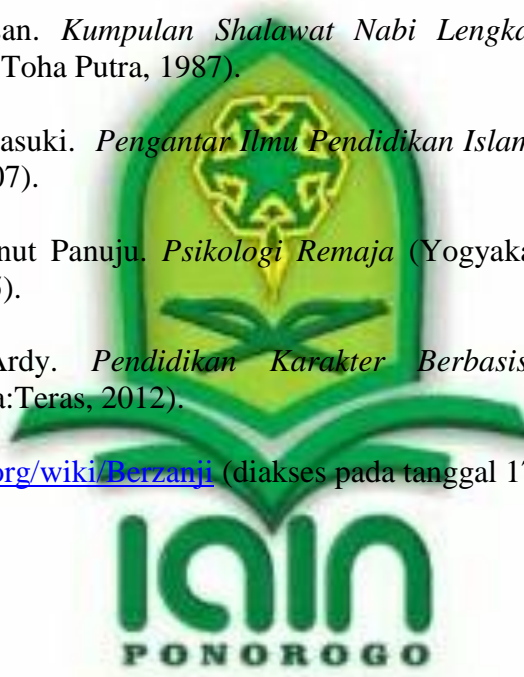 an. Kumpulan Shalawat Nabi Lengka
Toha Putra, 1987).
asuki. Pengantar Ilmu Pendidikan Islam
07).
nut Panuju. Psikologi Remaja (Yogyaka
).
Ardy. Pendidikan Karakter Berbasis
a:Teras, 2012).
org/wiki/Berzanji (diakses pada tanggal 17
IAIN
PONOROGO